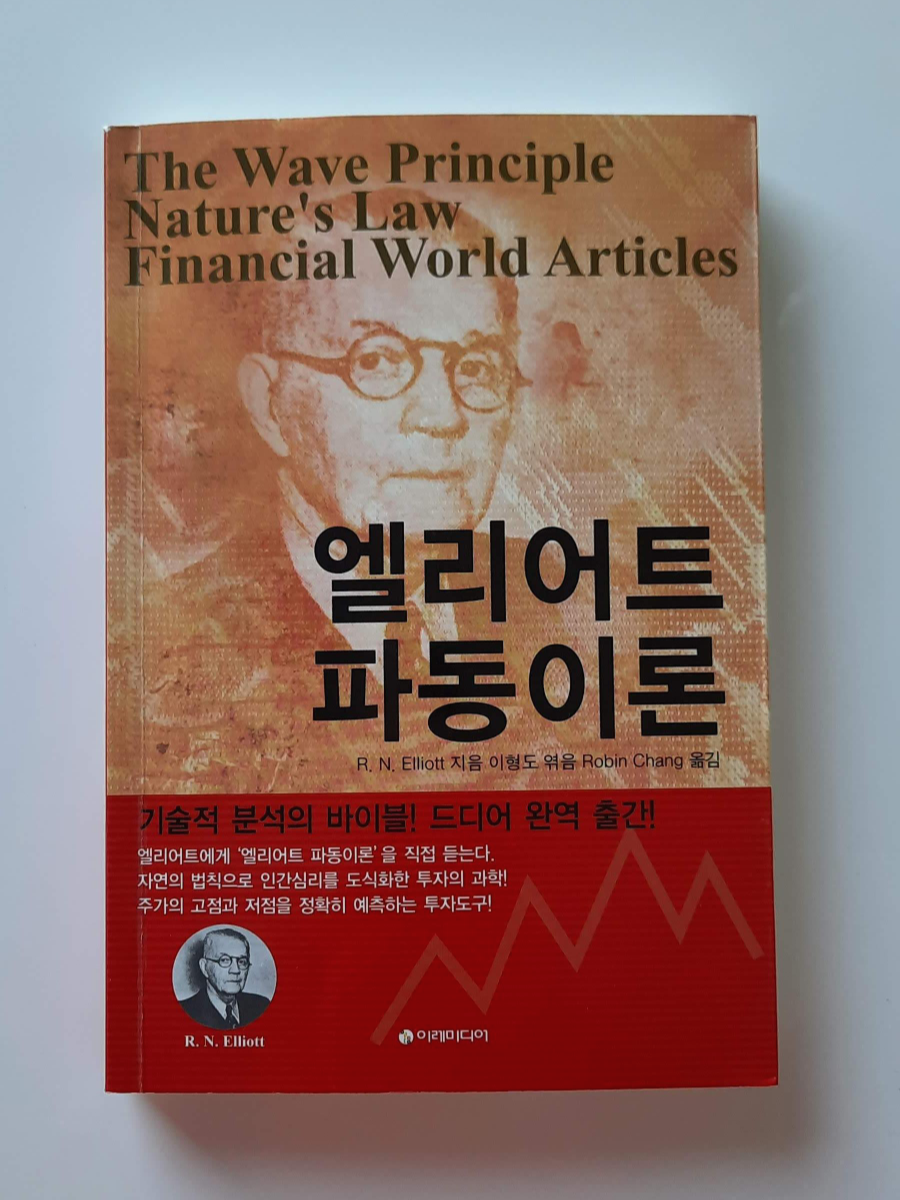 The Wave Principle
Nature's Law
Financial World Articles
엘리어트
파동이론
R. N. Elliott 지음 이형도 엮음 Robin Chang 옮김
기술적 분석의 바이블! 드디어 완역 출간!
엘리어트에게 '엘리어트 파동이론'을 직접 듣는다.
자연의 법칙으로 인간심리를 도식화한 투자의 과학!
주가의 고점과 저점을 정확히 예측하는 투자도구!
R. N. Elliott
이레미디어